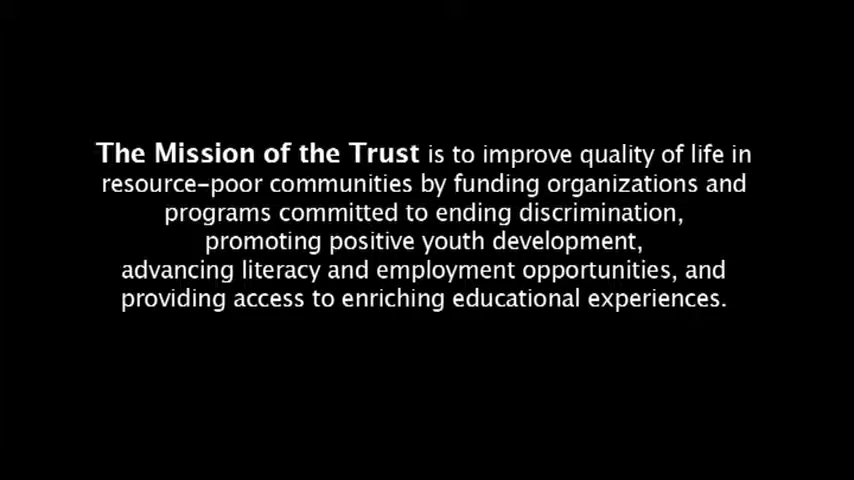 The Mission of the Trust is to improve quality of life in
resource-poor communities by funding organizations and
programs committed to ending discrimination,
promoting positive youth development,
advancing literacy and employment opportunities, and
providing access to enriching educational experiences.